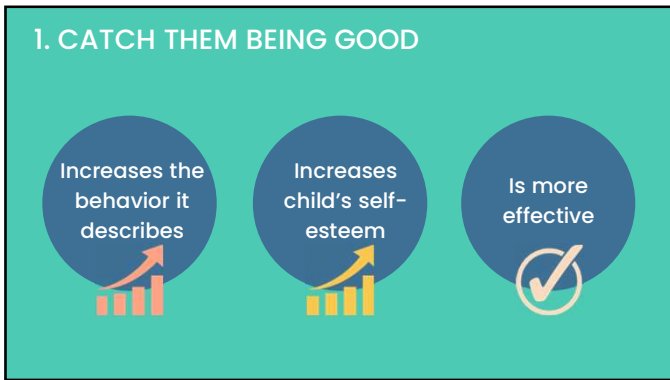 1. CATCH THEM BEING GOOD
Increases the
behavior it
describes
Increases
child's self-
esteem
Is more
effective